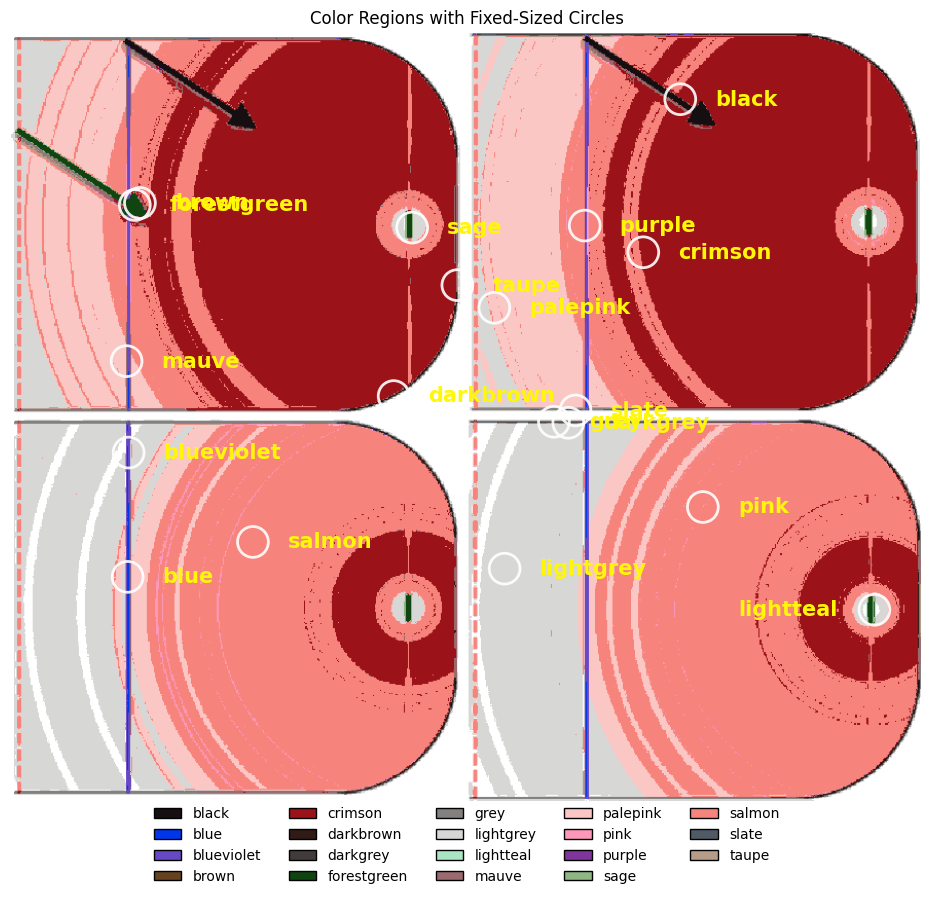 Color Regions with Fixed-Sized Circles
black
brown
forestgreen
purple
sage
crimson
taupe
palepink
mauve
darkbrown
slate
grey
darkgrey
blueviolet
pink
salmon
lightgrey
blue
lightteal
black
crimson
grey
palepink
salmon
blue
darkbrown
lightgrey
pink
slate
blueviolet
darkgrey
lightteal
purple
taupe
brown
forestgreen
mauve
sage